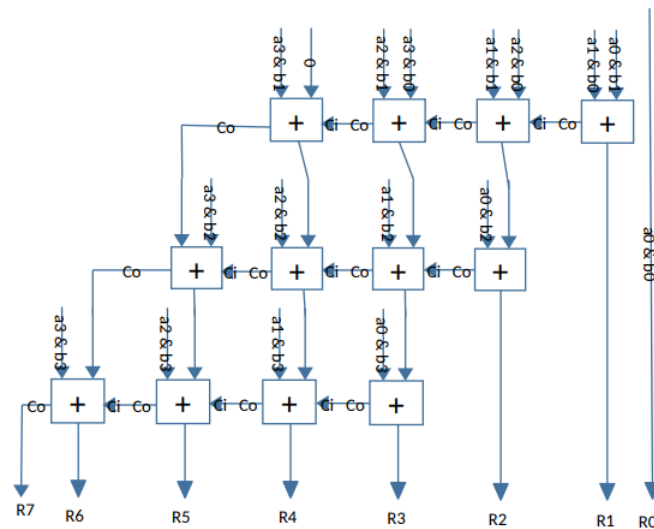 a3 & b1 0 a2 & b1 a3 & b0 a1 & b1 a2 & b0 a1 & b0 a0 & b1
+ Ci Co + Ci Co + Ci Co +
Co
a0 & b0
a3 & b2 a2 & b2 a1 & b2 a0 & b2
+ Ci Co + Ci Co + Ci Co +
Co
a3 & b3 a2 & b3 a1 & b3 a0 & b3
Co + Ci Co + Ci Co + Ci Co +
R7 R6 R5 R4 R3 R2 R1 R0